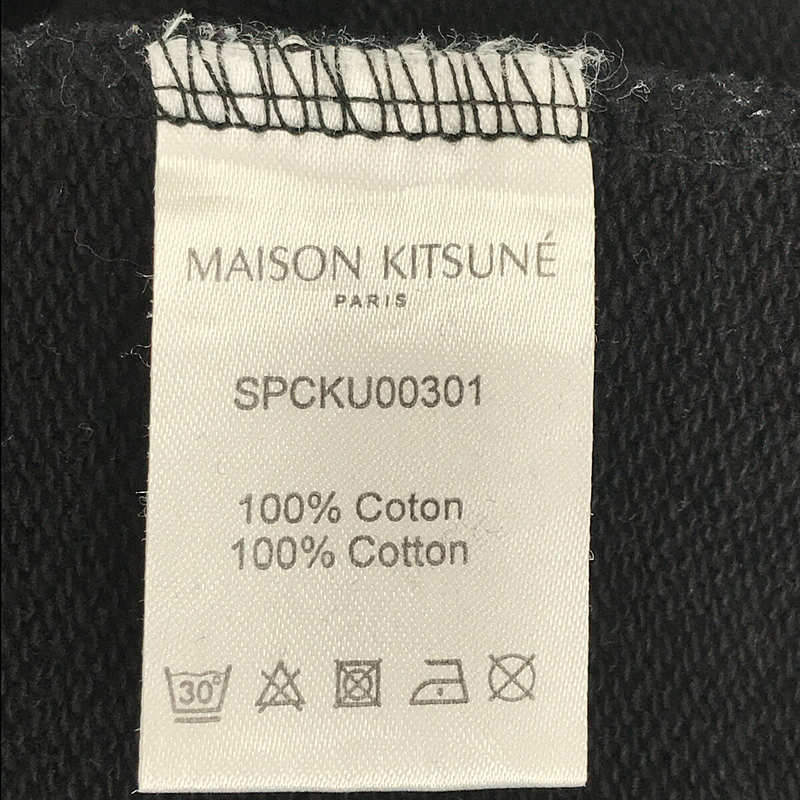 MAISON KITSUNÉ
PARIS
SPCKU00301
100% Coton
100% Cotton
30°